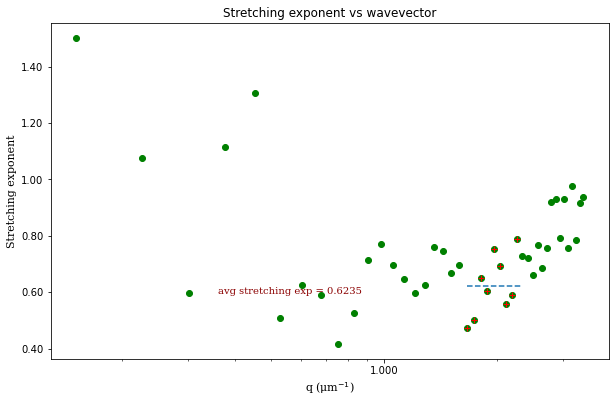 Stretching exponent vs wavevector
Stretching exponent
1.40
1.20
1.00
0.80
0.60
0.40
avg stretching exp = 0.6235
1.000
q (μm⁻¹)